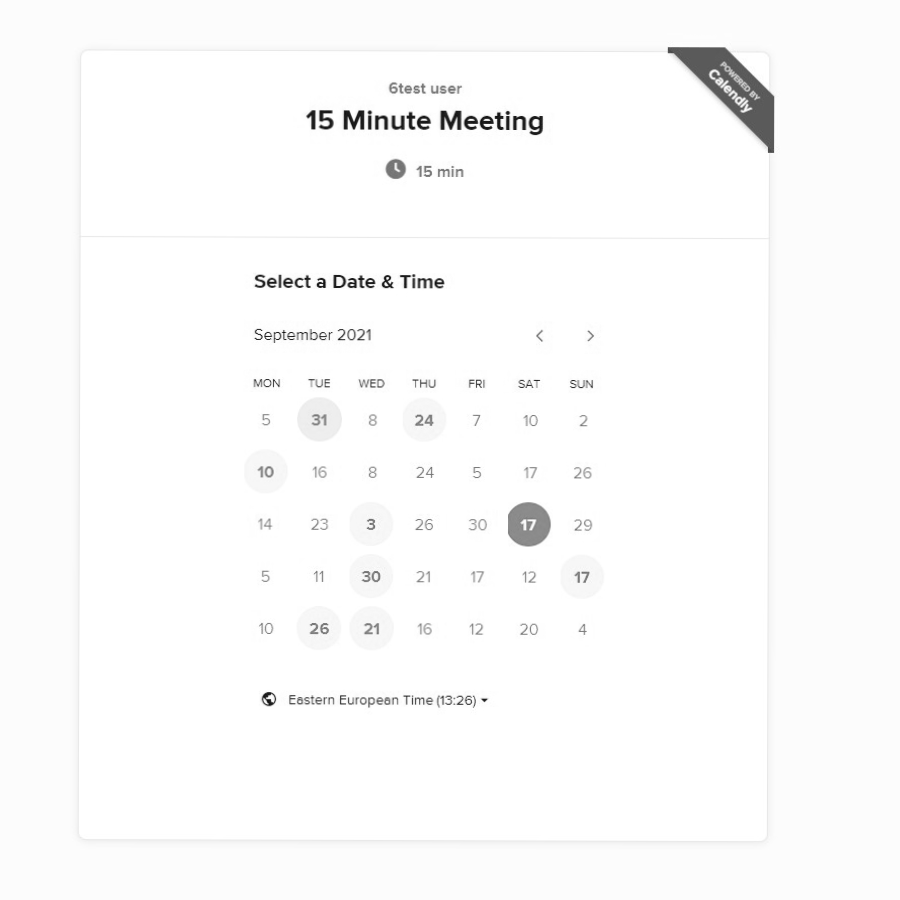 6test user
POWERED BY
Calendly
15 Minute Meeting
15 min
Select a Date & Time
September 2021
MON TUE WED THU FRI SAT SUN
5 31 8 24 7 10 2
10 16 8 24 5 17 26
14 23 3 26 30 17 29
5 11 30 21 17 12 17
10 26 21 16 12 20 4
Eastern European Time (13:26)